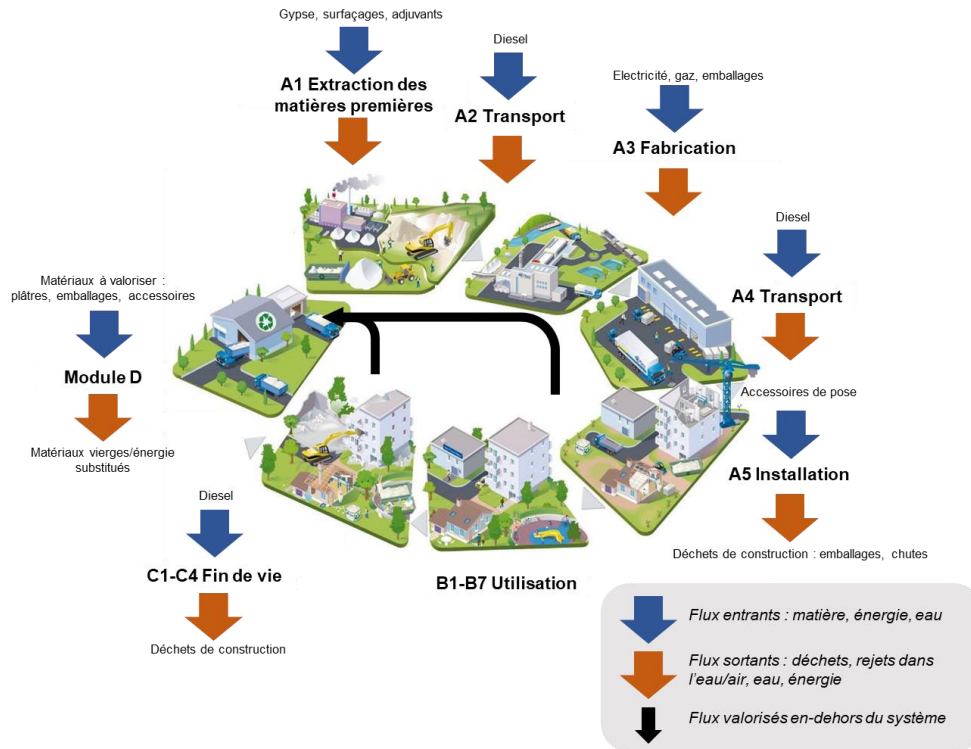 Gypse, surfaçages, adjuvants
A1 Extraction des
matières premières
Diesel
A2 Transport
Electricité, gaz, emballages
A3 Fabrication
Diesel
A4 Transport
Accessoires de pose
A5 Installation
Déchets de construction : emballages, chutes
B1-B7 Utilisation
Diesel
C1-C4 Fin de vie
Déchets de construction
Matériaux à valoriser :
plâtres, emballages, accessoires
Module D
Matériaux vierges/énergie
substitués
Flux entrants : matière, énergie, eau
Flux sortants : déchets, rejets dans
l'eau/air, eau, énergie
Flux valorisés en-dehors du système